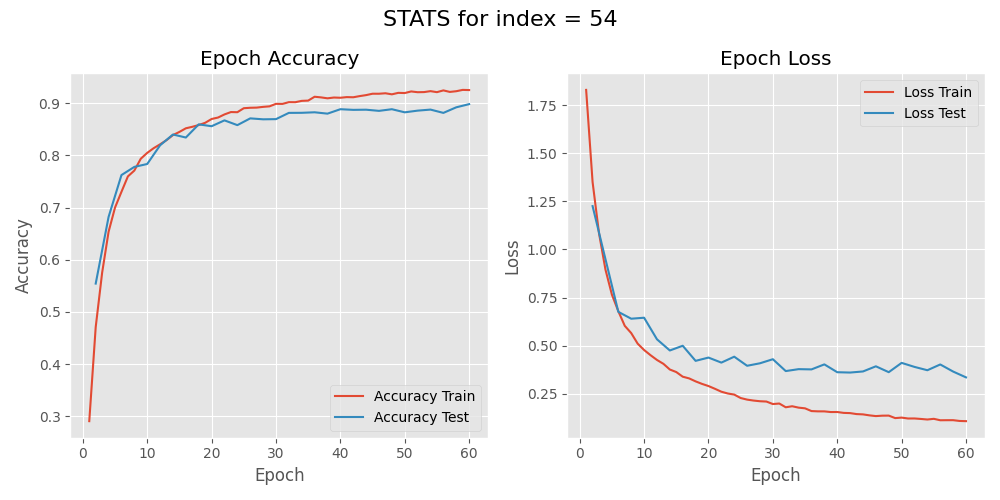 STATS for index = 54
Epoch Accuracy
Accuracy
0.9
0.8
0.7
0.6
0.5
0.4
0.3
0 10 20 30 40 50 60
Epoch
Accuracy Train
Accuracy Test
Epoch Loss
Loss
1.75
1.50
1.25
1.00
0.75
0.50
0.25
0 10 20 30 40 50 60
Epoch
Loss Train
Loss Test